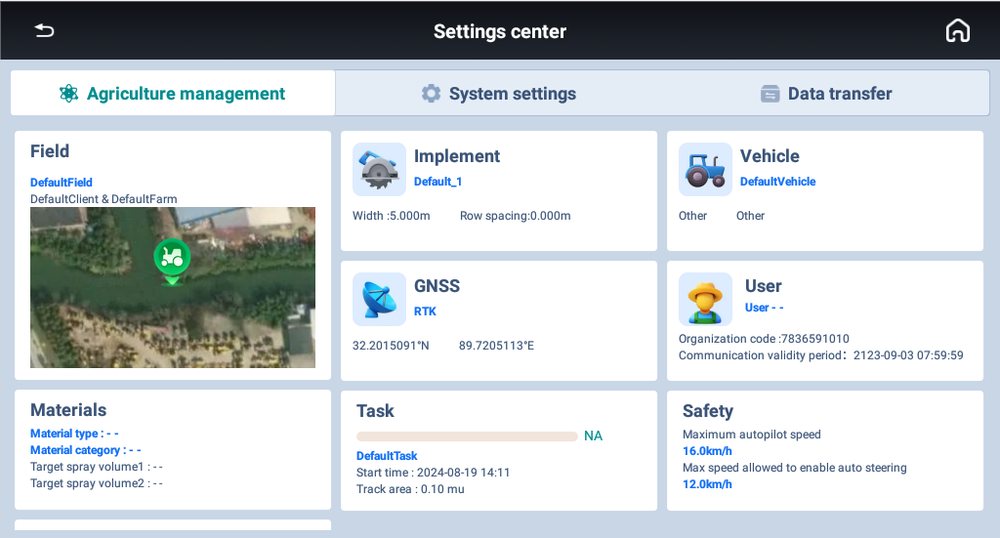 Settings center
Agriculture management
System settings
Data transfer
Field
DefaultField
DefaultClient & DefaultFarm
Implement
Default_1
Width :5.000m Row spacing:0.000m
Vehicle
DefaultVehicle
Other Other
GNSS
RTK
32.2015091°N 89.7205113°E
User
User - -
Organization code :7836591010
Communication validity period: 2123-09-03 07:59:59
Materials
Material type : - -
Material category : - -
Target spray volume1 : - -
Target spray volume2 : - -
Task
NA
DefaultTask
Start time : 2024-08-19 14:11
Track area : 0.10 mu
Safety
Maximum autopilot speed
16.0km/h
Max speed allowed to enable auto steering
12.0km/h